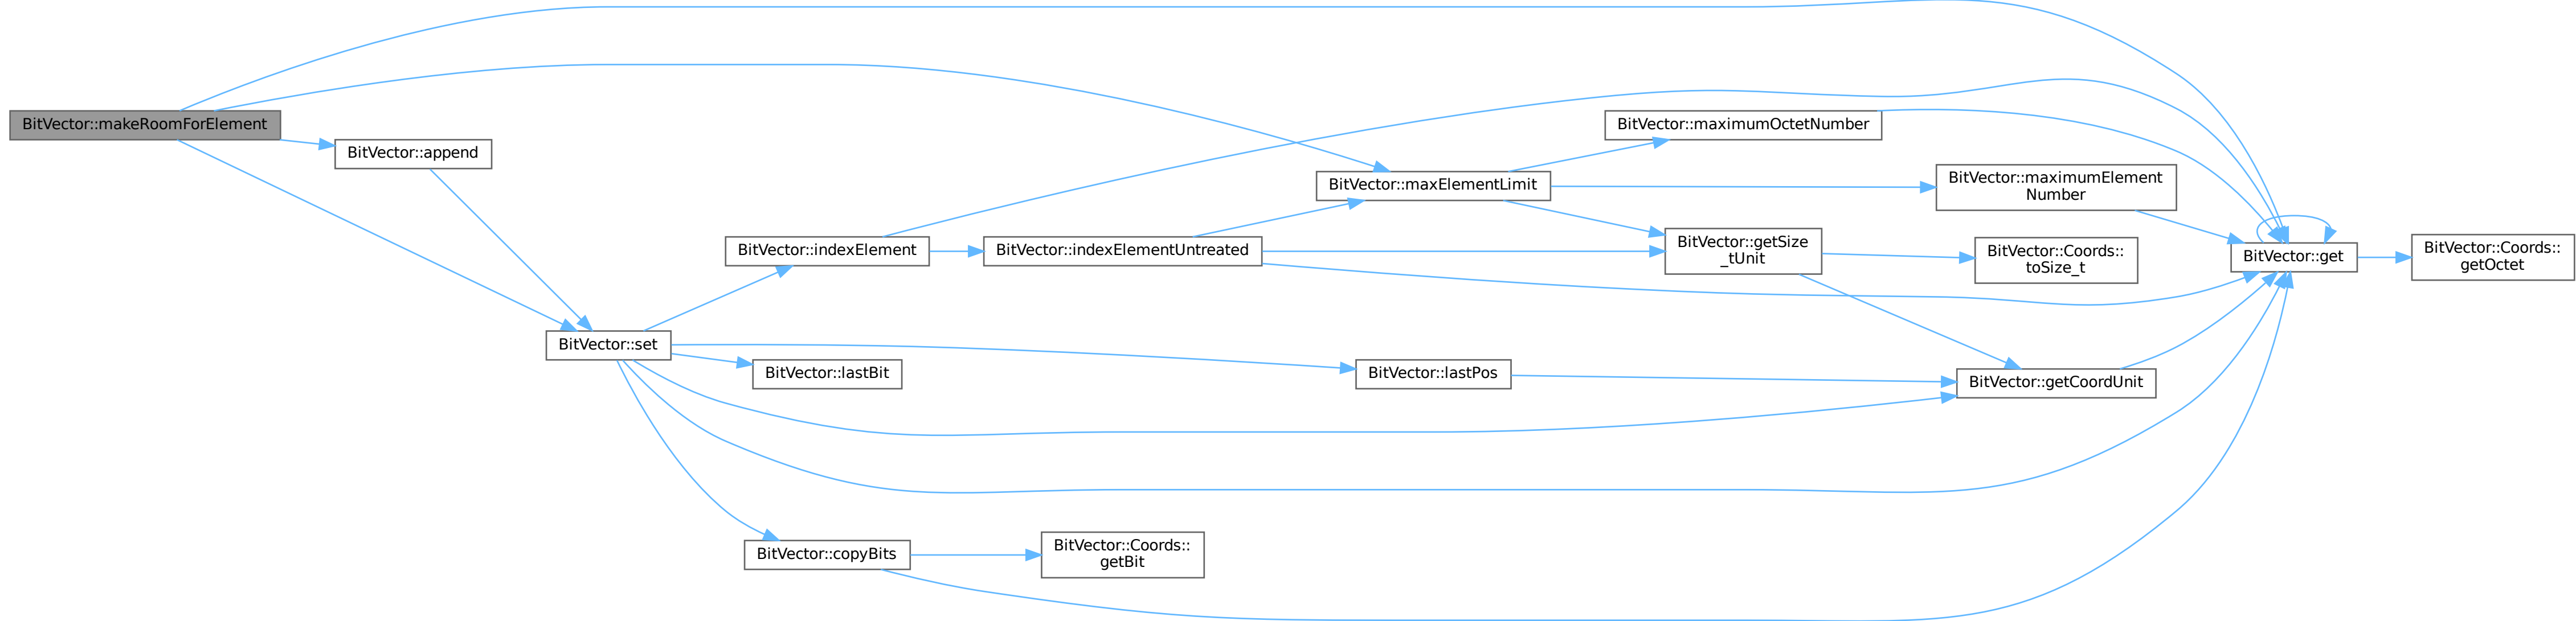 BitVector::makeRoomForElement
BitVector::append
BitVector::set
BitVector::indexElement
BitVector::lastBit
BitVector::copyBits
BitVector::indexElementUntreated
BitVector::Coords::
getBit
BitVector::maxElementLimit
BitVector::lastPos
BitVector::maximumOctetNumber
BitVector::getSize
_tUnit
BitVector::maximumElement
Number
BitVector::Coords::
toSize_t
BitVector::getCoordUnit
BitVector::get
BitVector::Coords::
getOctet